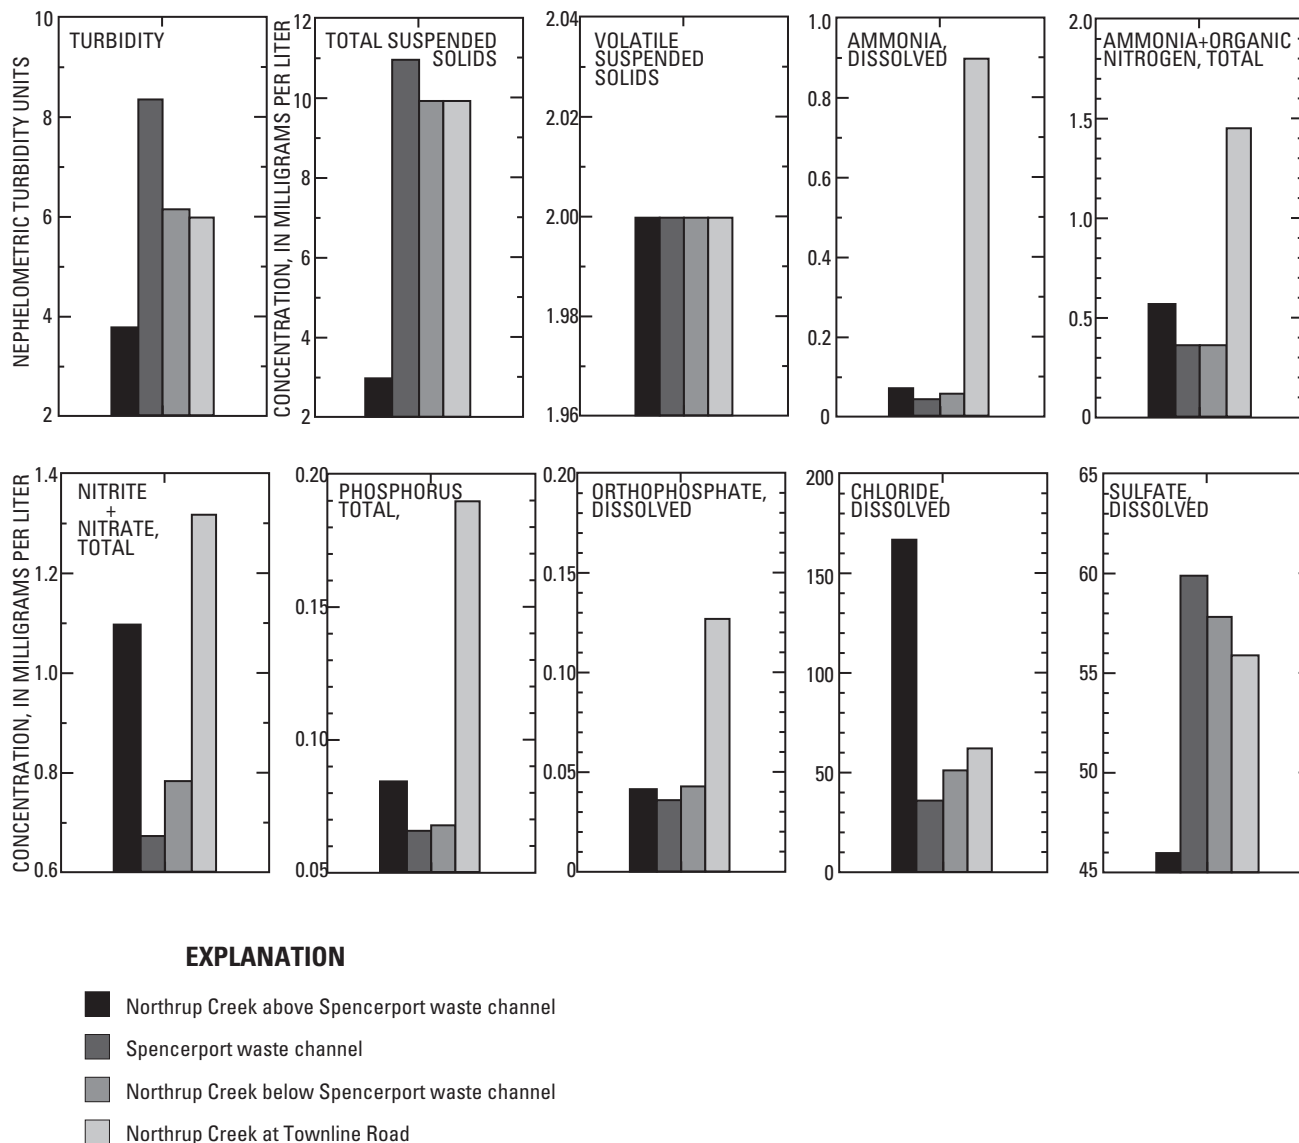 NEPHELOMETRIC TURBIDITY UNITS
10
8
6
4
2
TURBIDITY
CONCENTRATION, IN MILLIGRAMS PER LITER
12
10
8
6
4
2
TOTAL SUSPENDED
SOLIDS
2.04
2.02
2.00
1.98
1.96
VOLATILE
SUSPENDED
SOLIDS
1.0
0.8
0.6
0.4
0.2
0
AMMONIA,
DISSOLVED
2.0
1.5
1.0
0.5
0
AMMONIA+ORGANIC
NITROGEN, TOTAL
CONCENTRATION, IN MILLIGRAMS PER LITER
1.4
1.2
1.0
0.8
0.6
NITRITE
+
NITRATE,
TOTAL
0.20
0.15
0.10
0.05
PHOSPHORUS
TOTAL,
0.20
0.15
0.10
0.05
0
ORTHOPHOSPHATE,
DISSOLVED
200
150
100
50
0
CHLORIDE,
DISSOLVED
65
60
55
50
45
SULFATE,
DISSOLVED
EXPLANATION
Northrup Creek above Spencerport waste channel
Spencerport waste channel
Northrup Creek below Spencerport waste channel
Northrup Creek at Townline Road